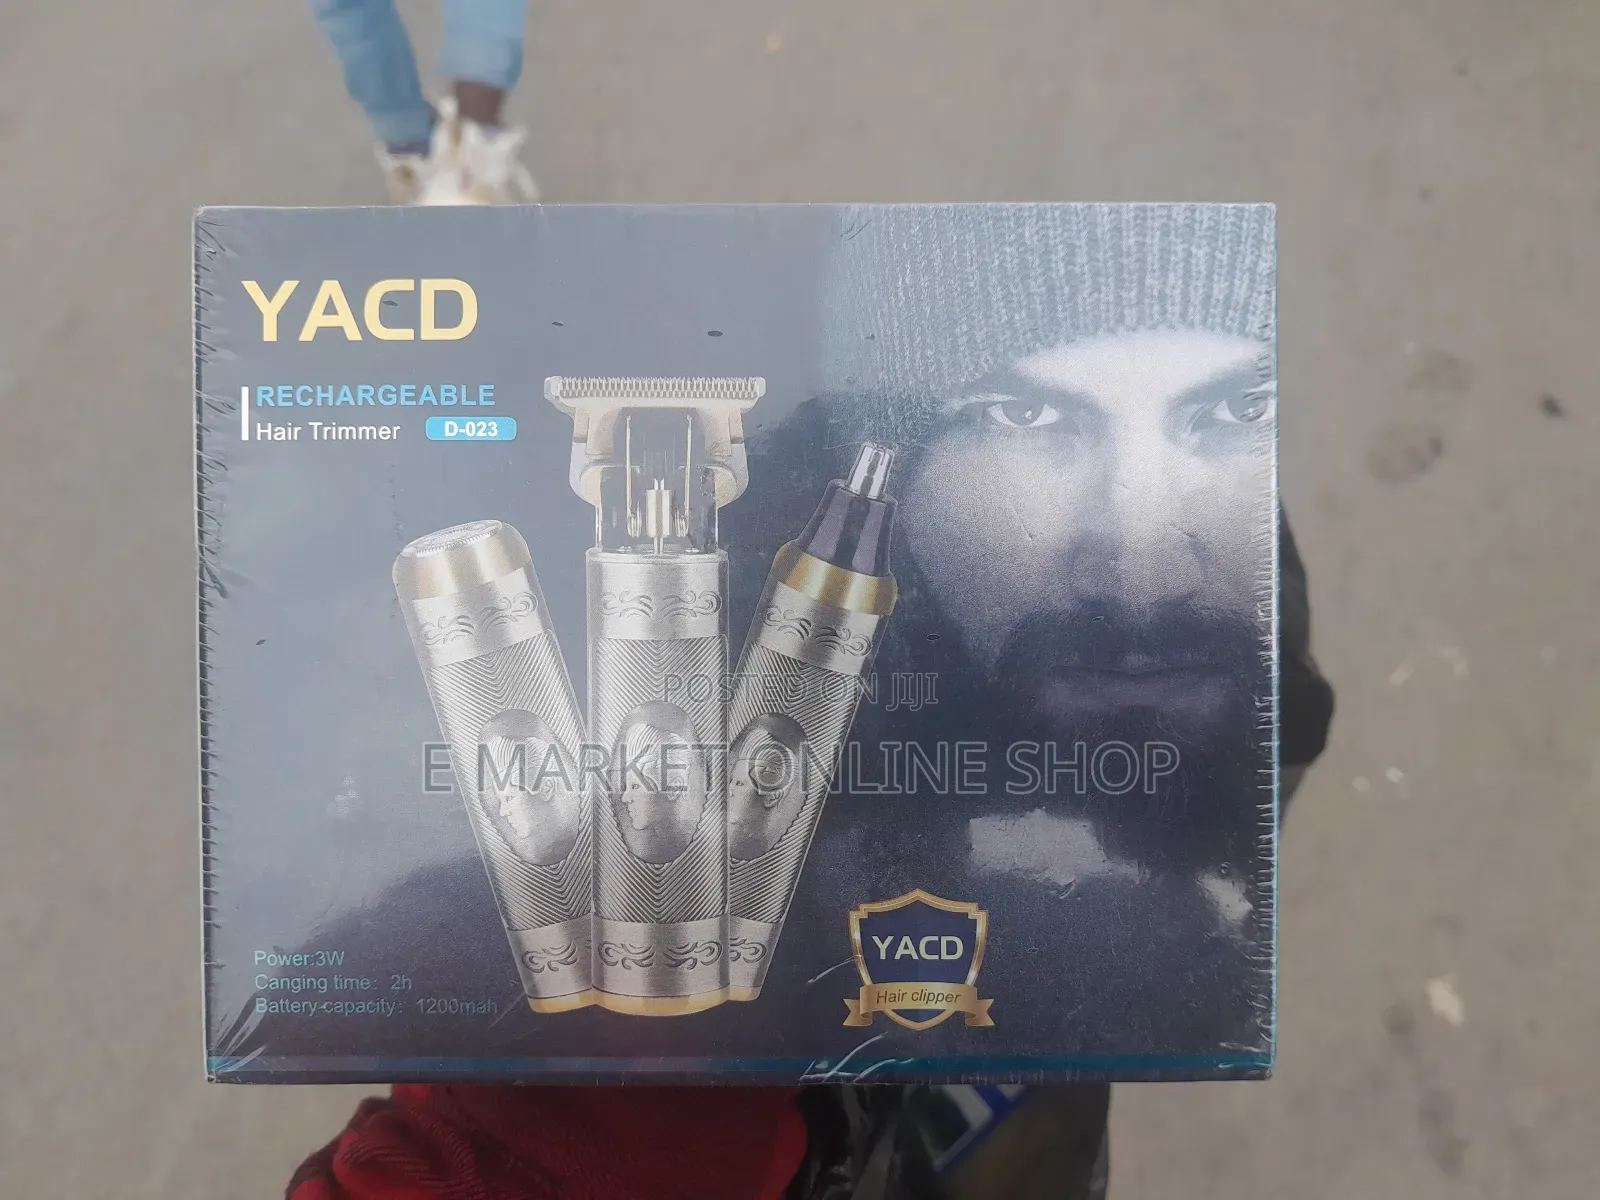 YACD
RECHARGEABLE
Hair Trimmer D-023
POSTED ON JIJI
E MARKET ONLINE SHOP
Power:3W
Canging time: 2h
Battery capacity: 1200mah
YACD
Hair clipper